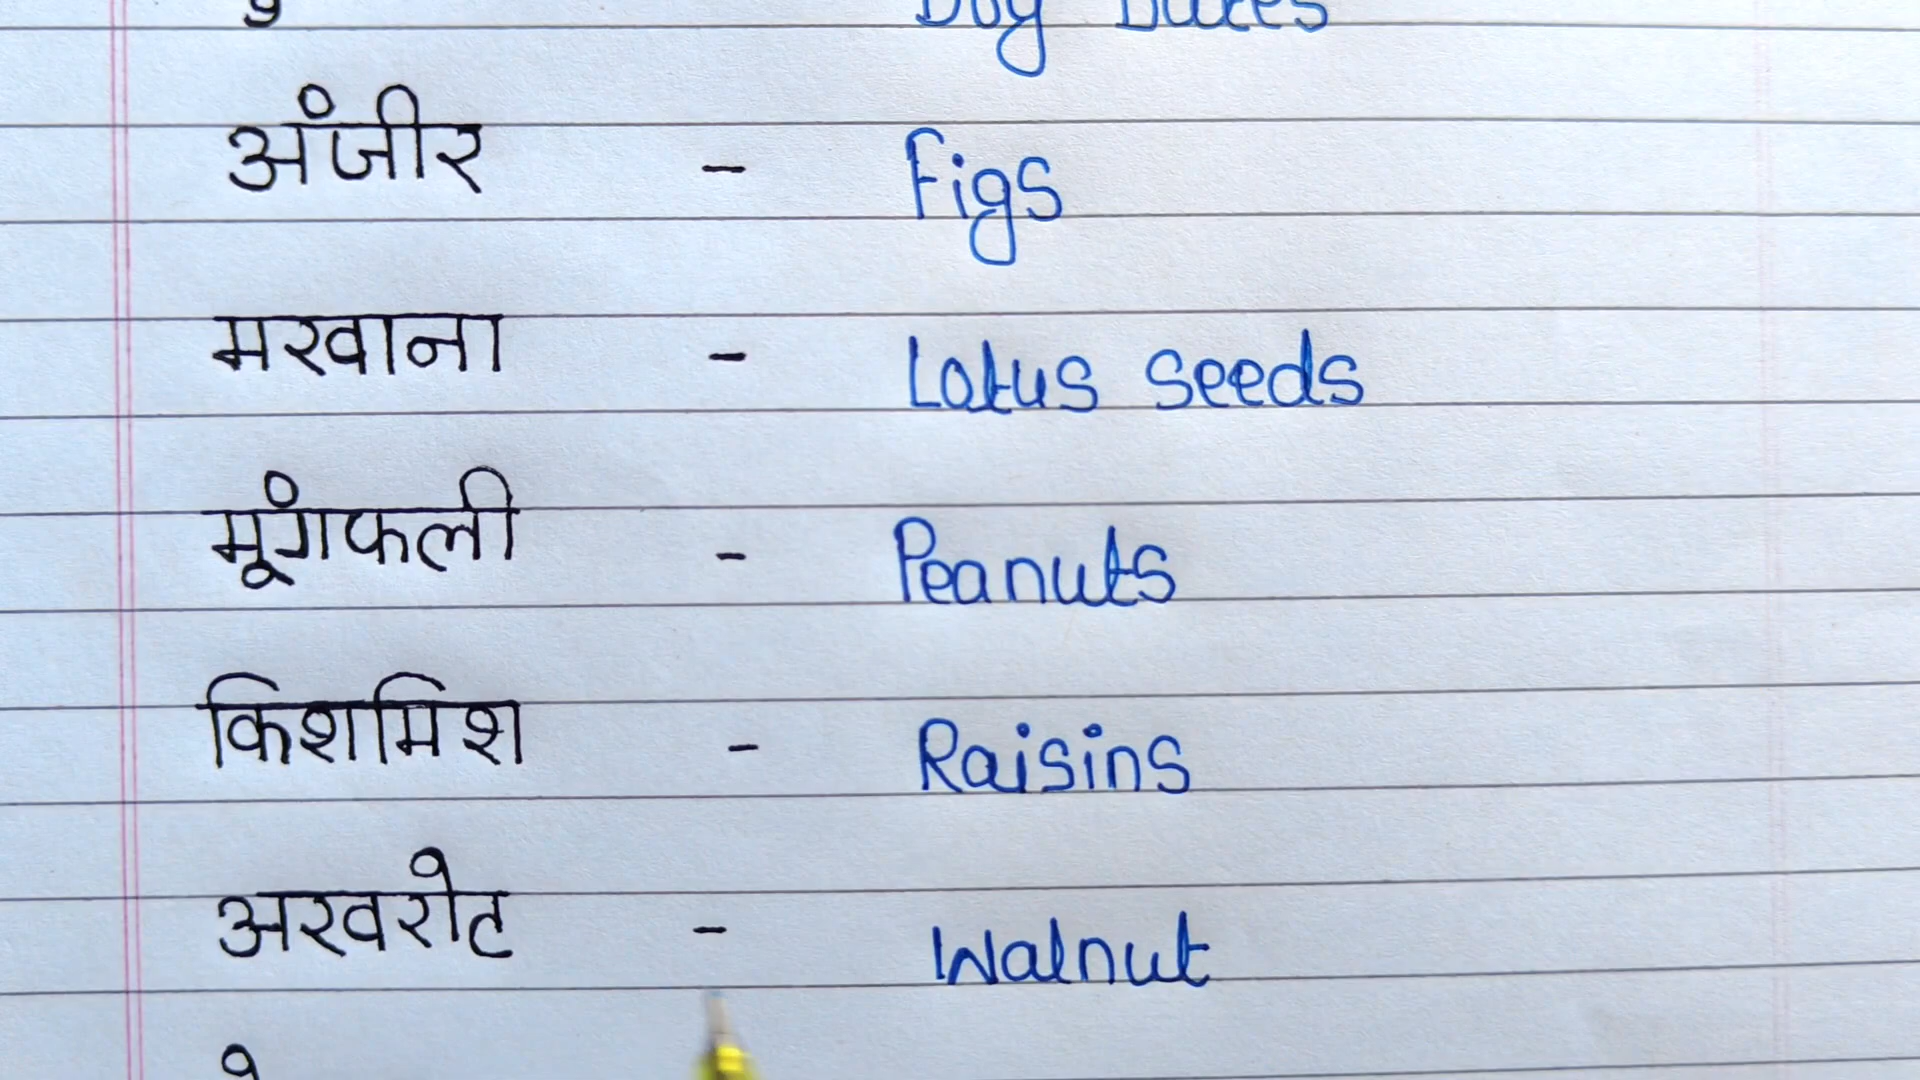 अंजीर - Figs
मखाना - Lotus seeds
मूंगफली - Peanuts
किशमिश - Raisins
अखरोट - Walnut